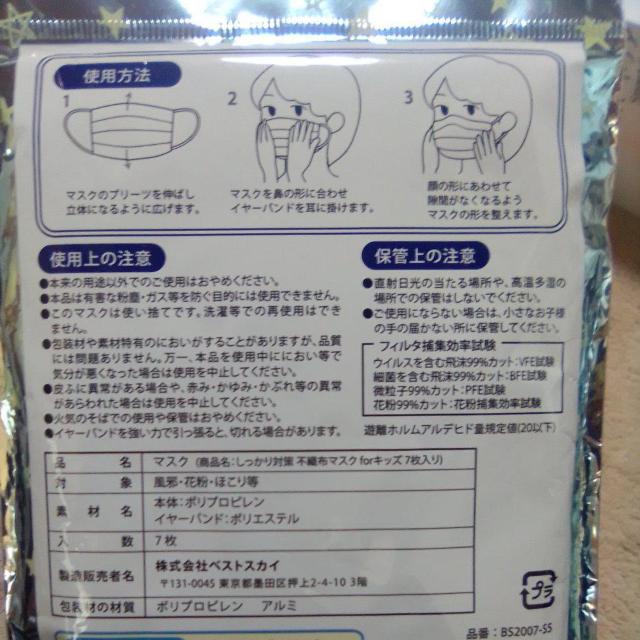 使用方法
1
2
3
マスクのプリーツを伸ばし
立体になるように広げます。
マスクを鼻の形に合わせ
イヤーバンドを耳に掛けます。
顔の形にあわせて
隙間がなくなるよう
マスクの形を整えます。
使用上の注意
●本来の用途以外でのご使用はおやめください。
●本品は有害な粉塵・ガス等を防ぐ目的には使用できません。
●このマスクは使い捨てです。洗濯等での再使用はでき
ません。
●包装材や素材特有のにおいがすることがありますが、品質
には問題ありません。万一、本品を使用中ににおい等で
気分が悪くなった場合は使用を中止してください。
●皮ふに異常がある場合や、赤み・かゆみ・かぶれ等の異常
があらわれた場合は使用を中止してください。
●火気のそばでの使用や保管はおやめください。
●イヤーバンドを強い力で引っ張ると、切れる場合があります。
保管上の注意
●直射日光の当たる場所や、高温多湿の
場所での保管はしないでください。
●ご使用にならない場合は、小さなお子様
の手の届かない所に保管してください。
フィルタ捕集効率試験
ウイルスを含む飛沫99%カット:VFE試験
細菌を含む飛沫99%カット:BFE試験
微粒子99%カット:PFE試験
花粉99%カット:花粉捕集効率試験
遊離ホルムアルデヒド量規定値(20以下)
品名 マスク (商品名:しっかり対策 不織布マスク forキッズ 7枚入り)
対象 風邪・花粉・ほこり等
素材名 本体:ポリプロピレン
イヤーバンド:ポリエステル
入数 7枚
製造販売者名 株式会社ベストスカイ
〒131-0045 東京都墨田区押上2-4-10 3階
包装材の材質 ポリプロピレン アルミ
プラ
品番:BS2007-S5